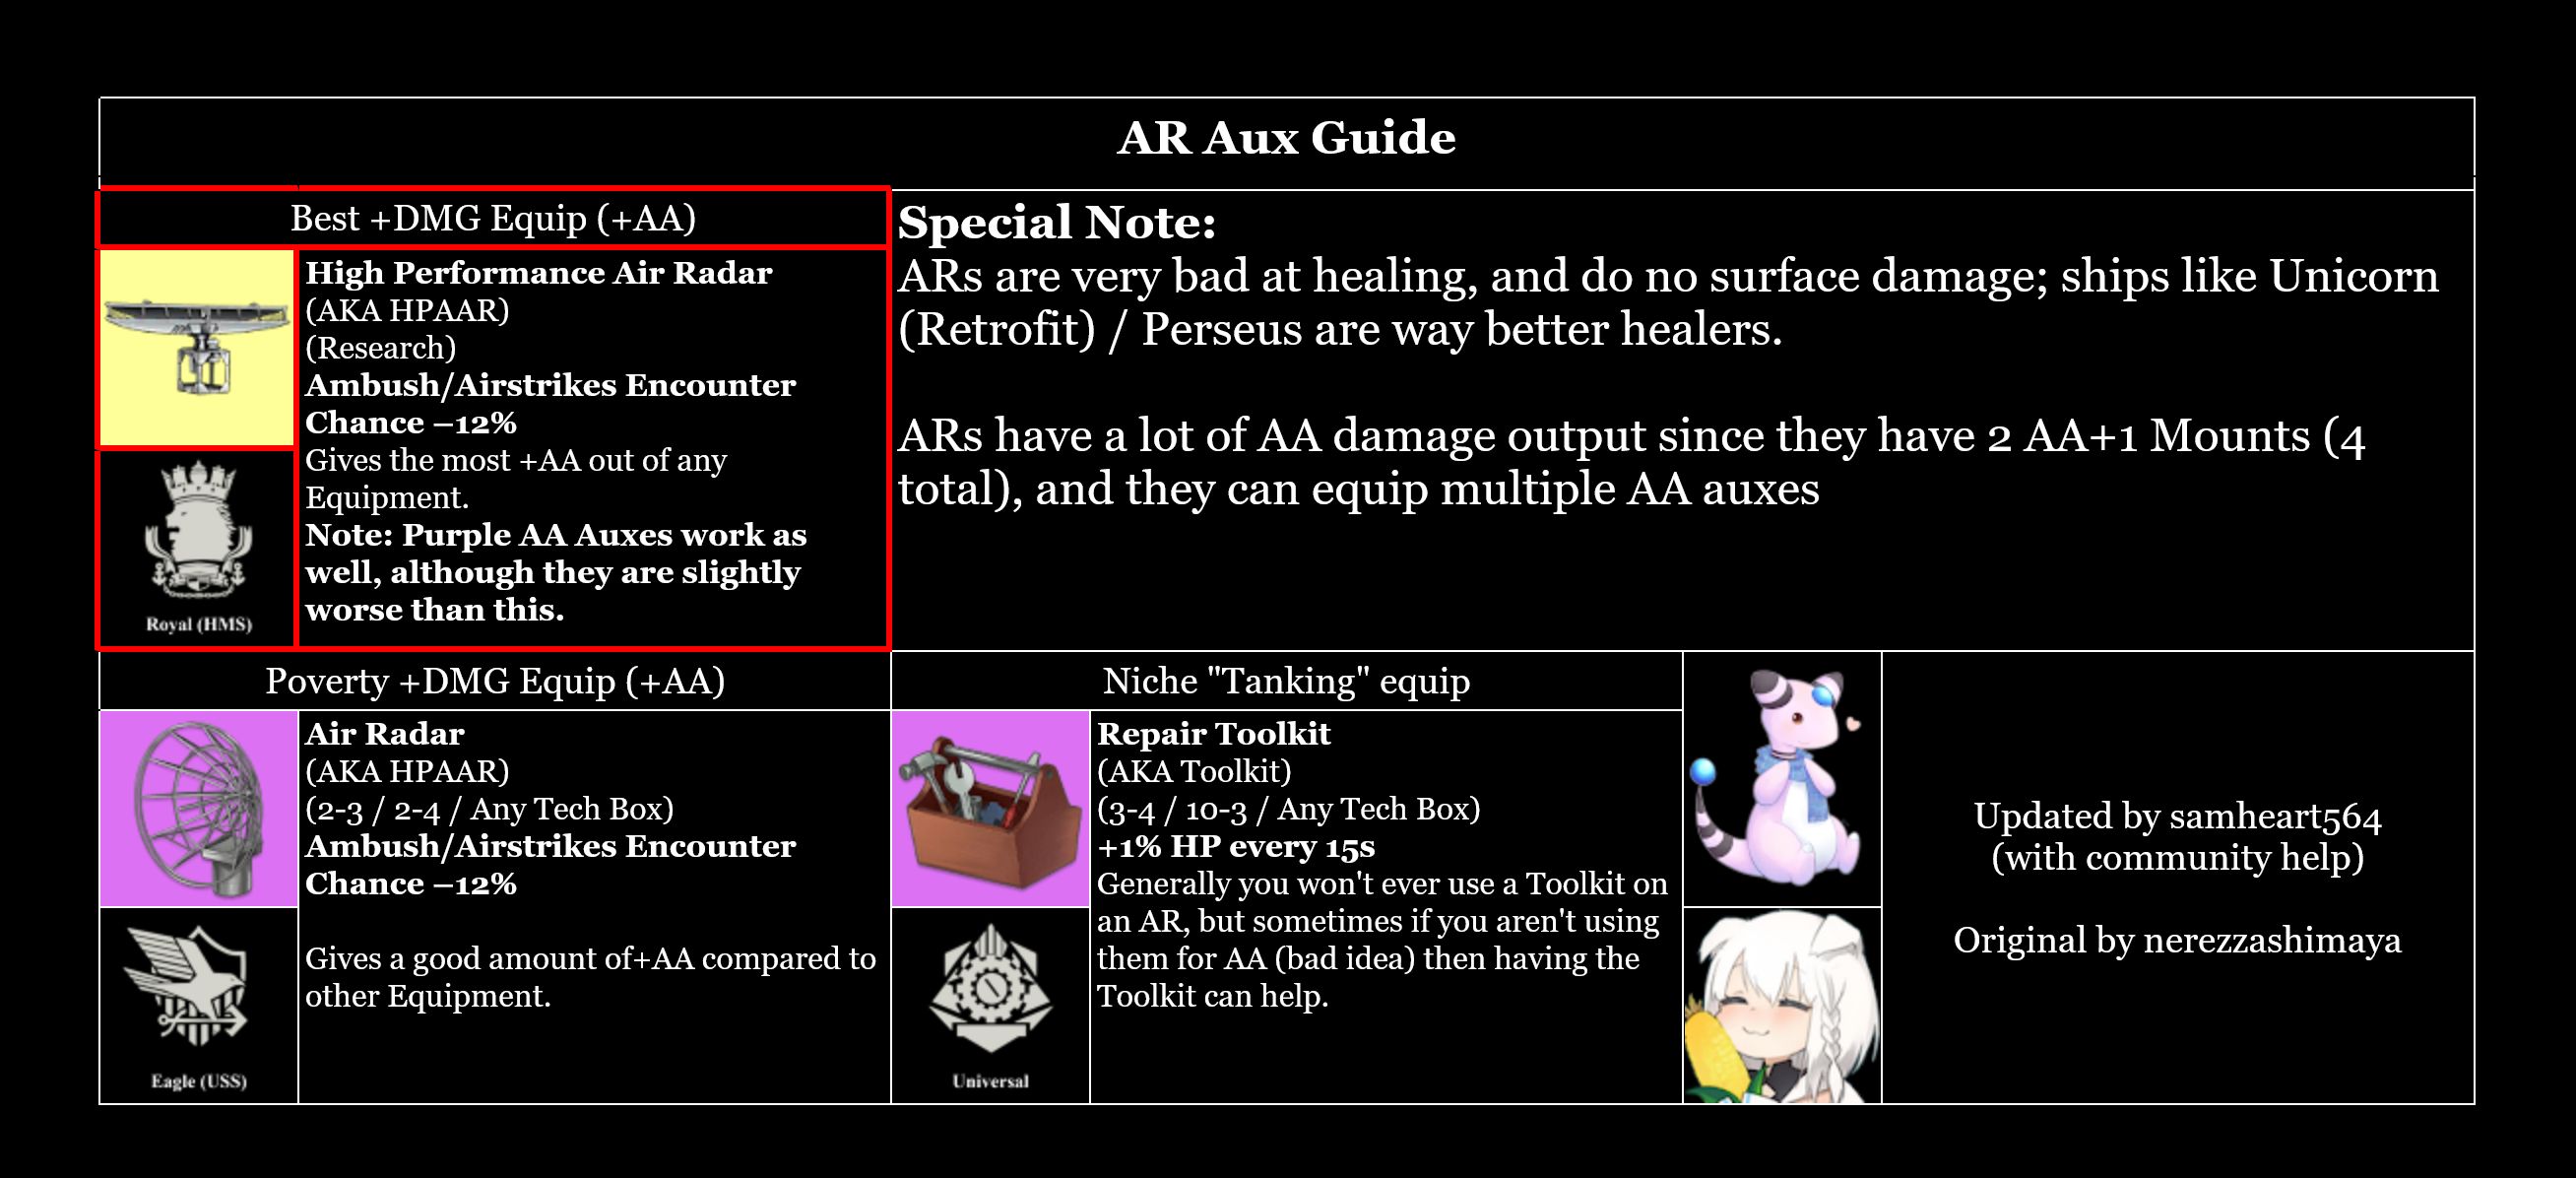 AR Aux Guide
Best +DMG Equip (+AA)
High Performance Air Radar
(AKA HPAAR)
(Research)
Ambush/Airstrikes Encounter
Chance –12%
Gives the most +AA out of any
Equipment.
Note: Purple AA Auxes work as
well, although they are slightly
worse than this.
Royal (HMS)
Special Note:
ARs are very bad at healing, and do no surface damage; ships like Unicorn
(Retrofit) / Perseus are way better healers.
ARs have a lot of AA damage output since they have 2 AA+1 Mounts (4
total), and they can equip multiple AA auxes
Poverty +DMG Equip (+AA)
Air Radar
(AKA HPAAR)
(2-3 / 2-4 / Any Tech Box)
Ambush/Airstrikes Encounter
Chance –12%
Gives a good amount of+AA compared to
other Equipment.
Eagle (USS)
Niche "Tanking" equip
Repair Toolkit
(AKA Toolkit)
(3-4 / 10-3 / Any Tech Box)
+1% HP every 15s
Generally you won't ever use a Toolkit on
an AR, but sometimes if you aren't using
them for AA (bad idea) then having the
Toolkit can help.
Universal
Updated by samheart564
(with community help)
Original by nerezzashimaya